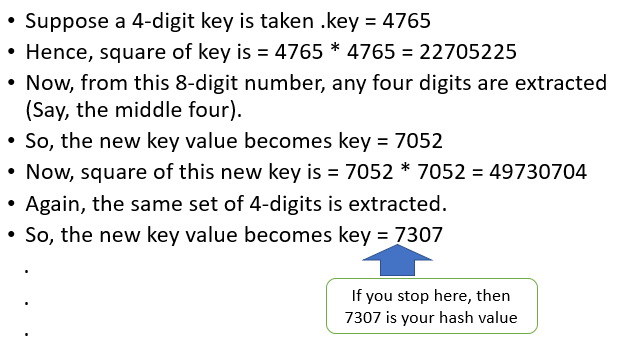 • Suppose a 4-digit key is taken .key = 4765
• Hence, square of key is = 4765 * 4765 = 22705225
• Now, from this 8-digit number, any four digits are extracted
(Say, the middle four).
• So, the new key value becomes key = 7052
• Now, square of this new key is = 7052 * 7052 = 49730704
• Again, the same set of 4-digits is extracted.
• So, the new key value becomes key = 7307
.
.
.
If you stop here, then
7307 is your hash value